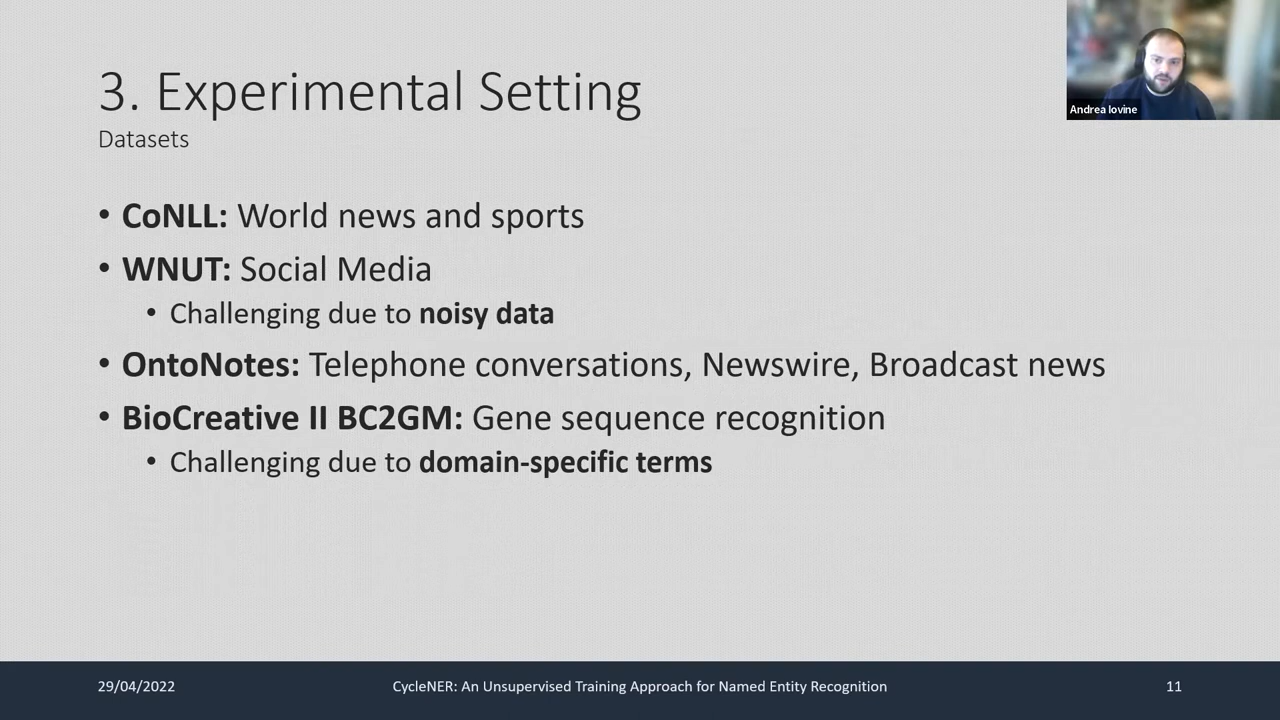 3. Experimental Setting
Datasets
Andrea Iovine
• CoNLL: World news and sports
• WNUT: Social Media
• Challenging due to noisy data
• OntoNotes: Telephone conversations, Newswire, Broadcast news
• BioCreative II BC2GM: Gene sequence recognition
• Challenging due to domain-specific terms
29/04/2022
CycleNER: An Unsupervised Training Approach for Named Entity Recognition
11